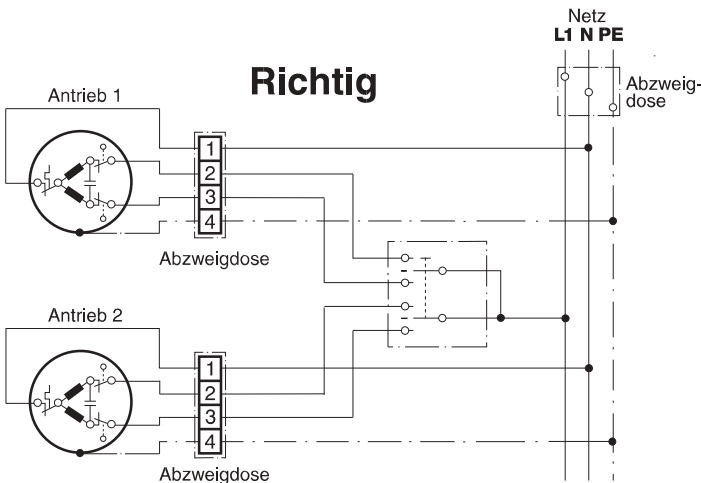 Netz
L1 N PE
Richtig
Abzweig-
dose
Antrieb 1
1
2
3
4
Abzweigdose
Antrieb 2
1
2
3
4
Abzweigdose